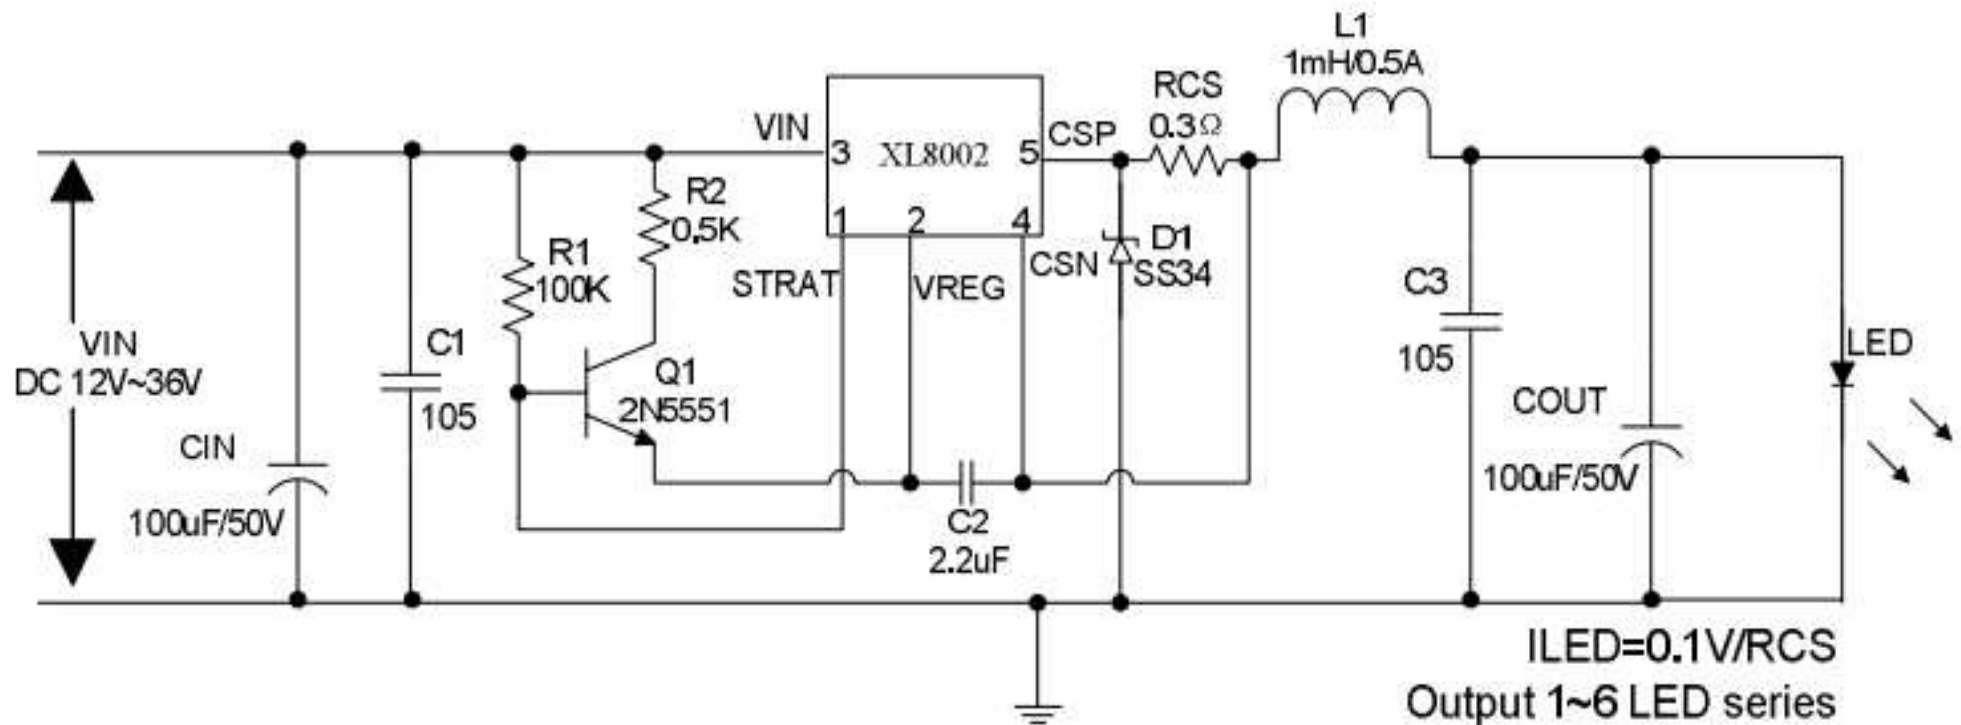 L1
1mH/0.5A
RCS
0.3Ω
VIN
3
XL8002
5
CSP
1
2
4
R2
0.5K
R1
100K
STRAT
VREG
CSN
D1
SS34
C3
105
VIN
DC 12V~36V
C1
105
Q1
2N5551
LED
COUT
100uF/50V
CIN
100uF/50V
C2
2.2uF
ILED=0.1V/RCS
Output 1~6 LED series